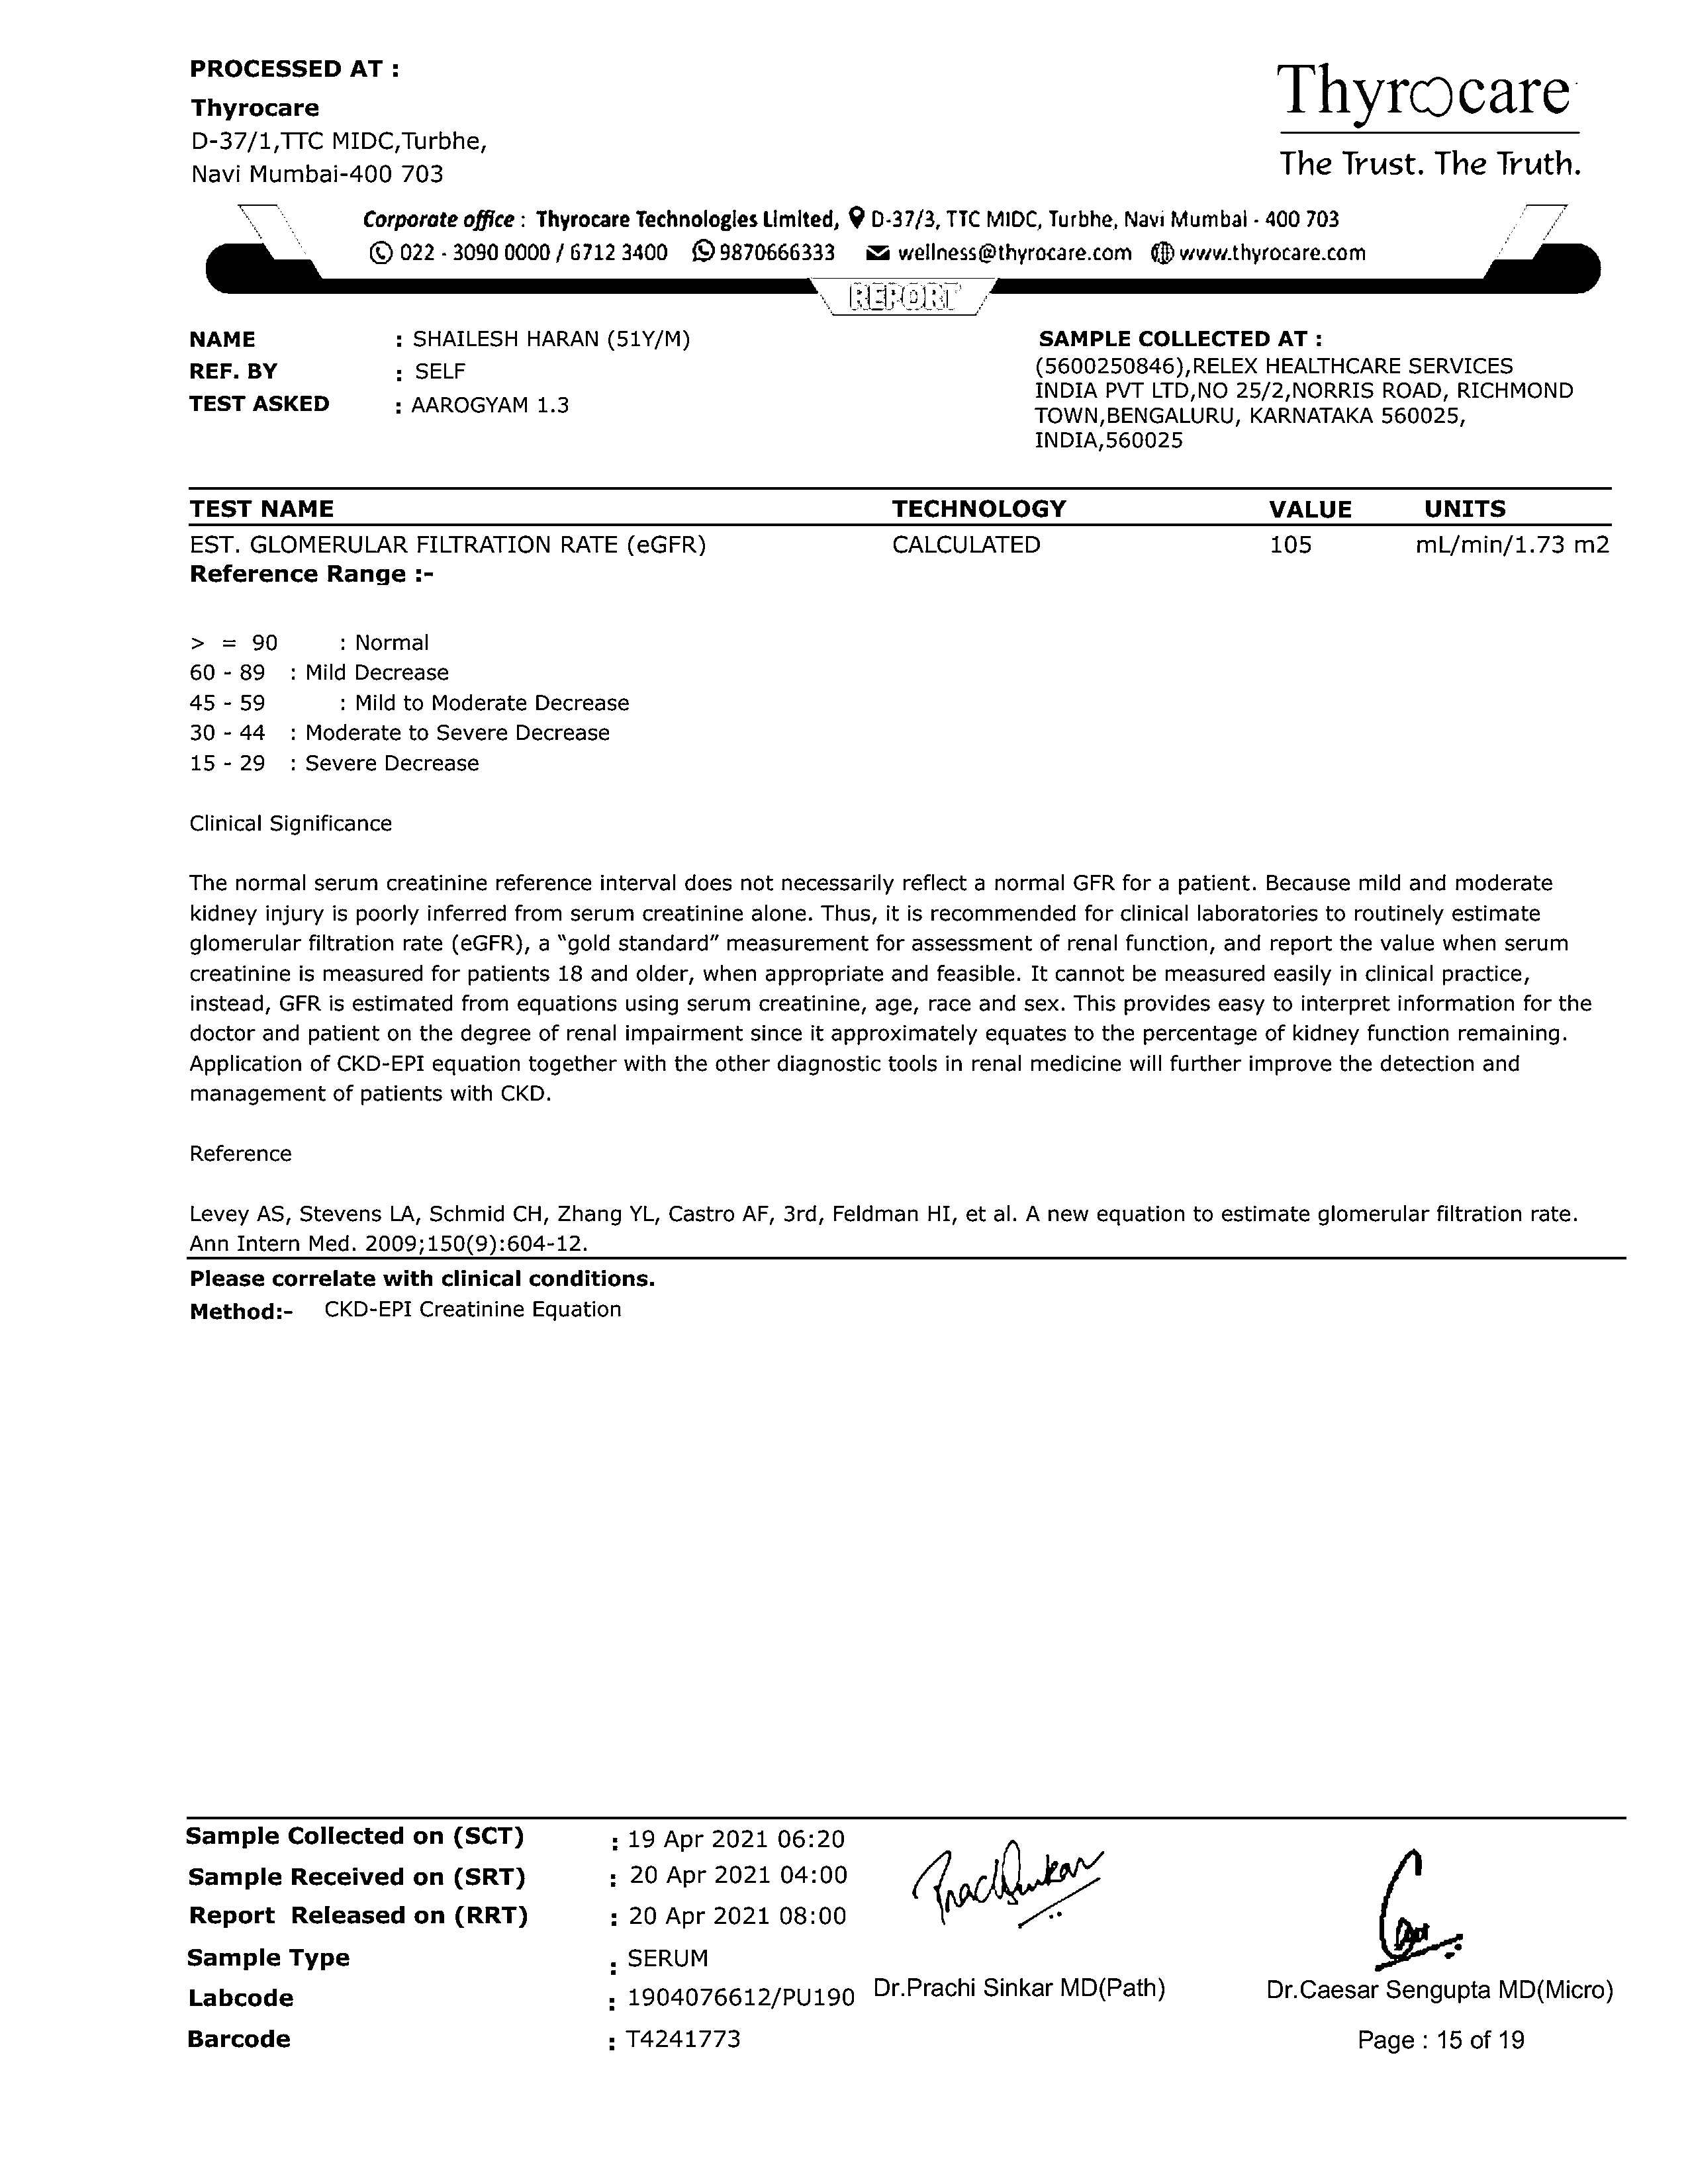 PROCESSED AT :
Thyrocare
D-37/1,TTC MIDC,Turbhe,
Navi Mumbai-400 703
Thyrocare
The Trust. The Truth.
Corporate office : Thyrocare Technologies Limited, D-37/3, TTC MIDC, Turbhe, Navi Mumbai - 400 703
022 - 3090 0000 / 6712 3400 9870666333 wellness@thyrocare.com www.thyrocare.com
REPORT
NAME : SHAILESH HARAN (51Y/M)
REF. BY : SELF
TEST ASKED : AAROGYAM 1.3
SAMPLE COLLECTED AT :
(5600250846),RELEX HEALTHCARE SERVICES
INDIA PVT LTD,NO 25/2,NORRIS ROAD, RICHMOND
TOWN,BENGALURU, KARNATAKA 560025,
INDIA,560025
TEST NAME TECHNOLOGY VALUE UNITS
EST. GLOMERULAR FILTRATION RATE (eGFR) CALCULATED 105 mL/min/1.73 m2
Reference Range :-
> = 90 : Normal
60 - 89 : Mild Decrease
45 - 59 : Mild to Moderate Decrease
30 - 44 : Moderate to Severe Decrease
15 - 29 : Severe Decrease
Clinical Significance
The normal serum creatinine reference interval does not necessarily reflect a normal GFR for a patient. Because mild and moderate
kidney injury is poorly inferred from serum creatinine alone. Thus, it is recommended for clinical laboratories to routinely estimate
glomerular filtration rate (eGFR), a “gold standard” measurement for assessment of renal function, and report the value when serum
creatinine is measured for patients 18 and older, when appropriate and feasible. It cannot be measured easily in clinical practice,
instead, GFR is estimated from equations using serum creatinine, age, race and sex. This provides easy to interpret information for the
doctor and patient on the degree of renal impairment since it approximately equates to the percentage of kidney function remaining.
Application of CKD-EPI equation together with the other diagnostic tools in renal medicine will further improve the detection and
management of patients with CKD.
Reference
Levey AS, Stevens LA, Schmid CH, Zhang YL, Castro AF, 3rd, Feldman HI, et al. A new equation to estimate glomerular filtration rate.
Ann Intern Med. 2009;150(9):604-12.
Please correlate with clinical conditions.
Method:- CKD-EPI Creatinine Equation
Sample Collected on (SCT) : 19 Apr 2021 06:20
Sample Received on (SRT) : 20 Apr 2021 04:00
Report Released on (RRT) : 20 Apr 2021 08:00
Sample Type : SERUM
Labcode : 1904076612/PU190
Barcode : T4241773
Dr.Prachi Sinkar MD(Path)
Dr.Caesar Sengupta MD(Micro)
Page : 15 of 19